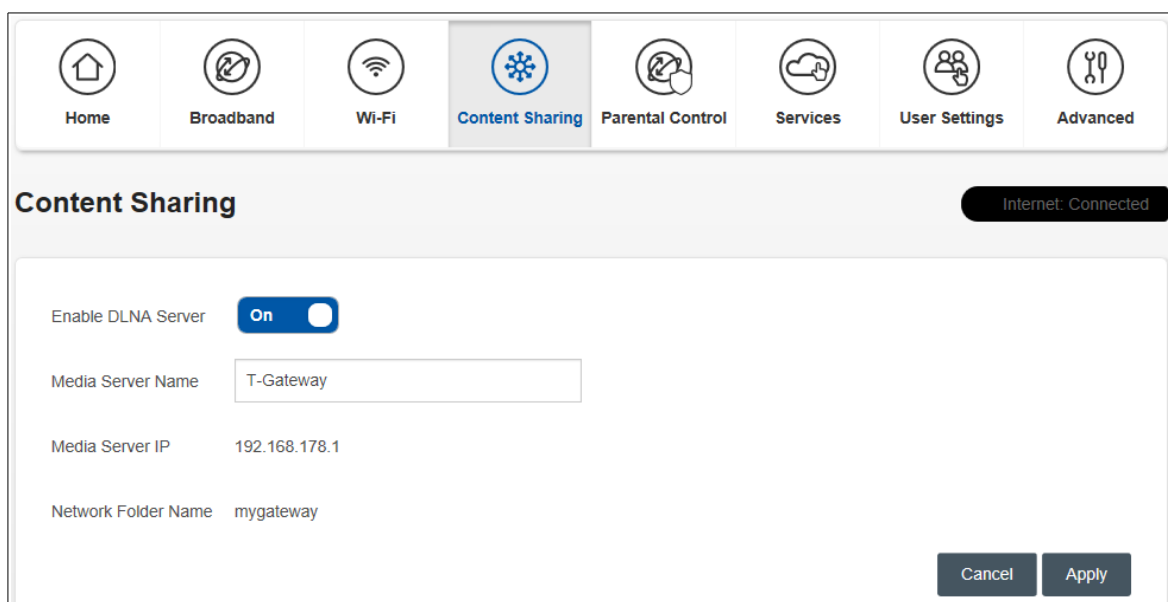 Home Broadband Wi-Fi Content Sharing Parental Control Services User Settings Advanced
Content Sharing
Internet: Connected
Enable DLNA Server On
Media Server Name T-Gateway
Media Server IP 192.168.178.1
Network Folder Name mygateway
Cancel Apply